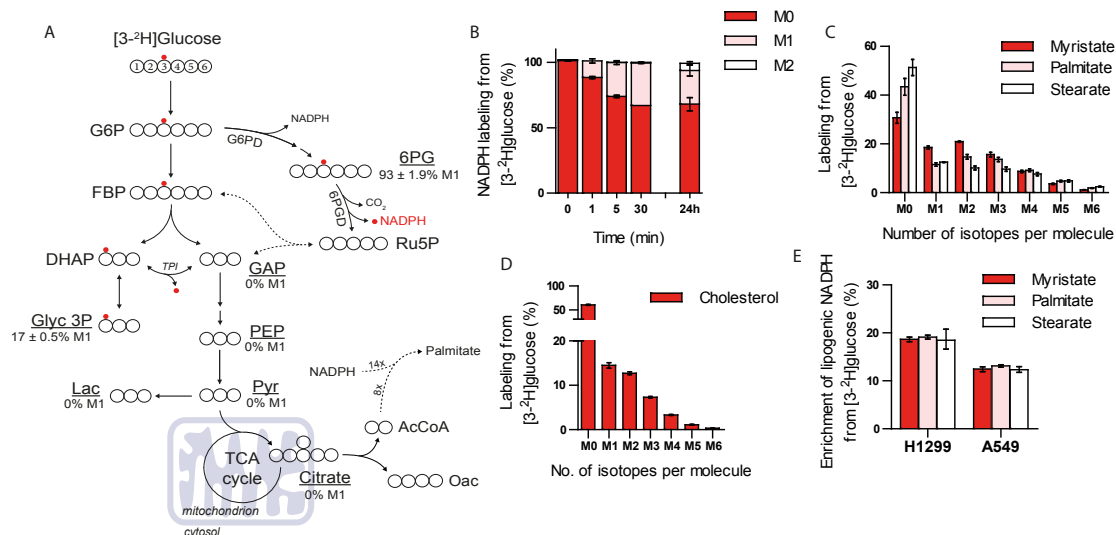 A
[3-²H]Glucose
1 2 3 4 5 6
G6P
G6PD
NADPH
6PG
93 ± 1.9% M1
6PGD
CO₂
NADPH
Ru5P
FBP
DHAP
TPI
GAP
0% M1
Glyc 3P
17 ± 0.5% M1
PEP
0% M1
Lac
0% M1
Pyr
0% M1
Palmitate
NADPH
14x
8x
AcCoA
TCA
cycle
Citrate
0% M1
Oac
mitochondrion
cytosol
B
M0
M1
M2
NADPH labeling from
[3-²H]glucose (%)
100
50
0
0 1 5 30 24h
Time (min)
C
Myristate
Palmitate
Stearate
Labeling from
[3-²H]glucose (%)
60
40
20
0
M0 M1 M2 M3 M4 M5 M6
Number of isotopes per molecule
D
Cholesterol
Labeling from
[3-²H]glucose (%)
100
50
20
15
10
5
0
M0 M1 M2 M3 M4 M5 M6
No. of isotopes per molecule
E
Myristate
Palmitate
Stearate
Enrichment of lipogenic NADPH
from [3-²H]glucose (%)
30
20
10
0
H1299 A549